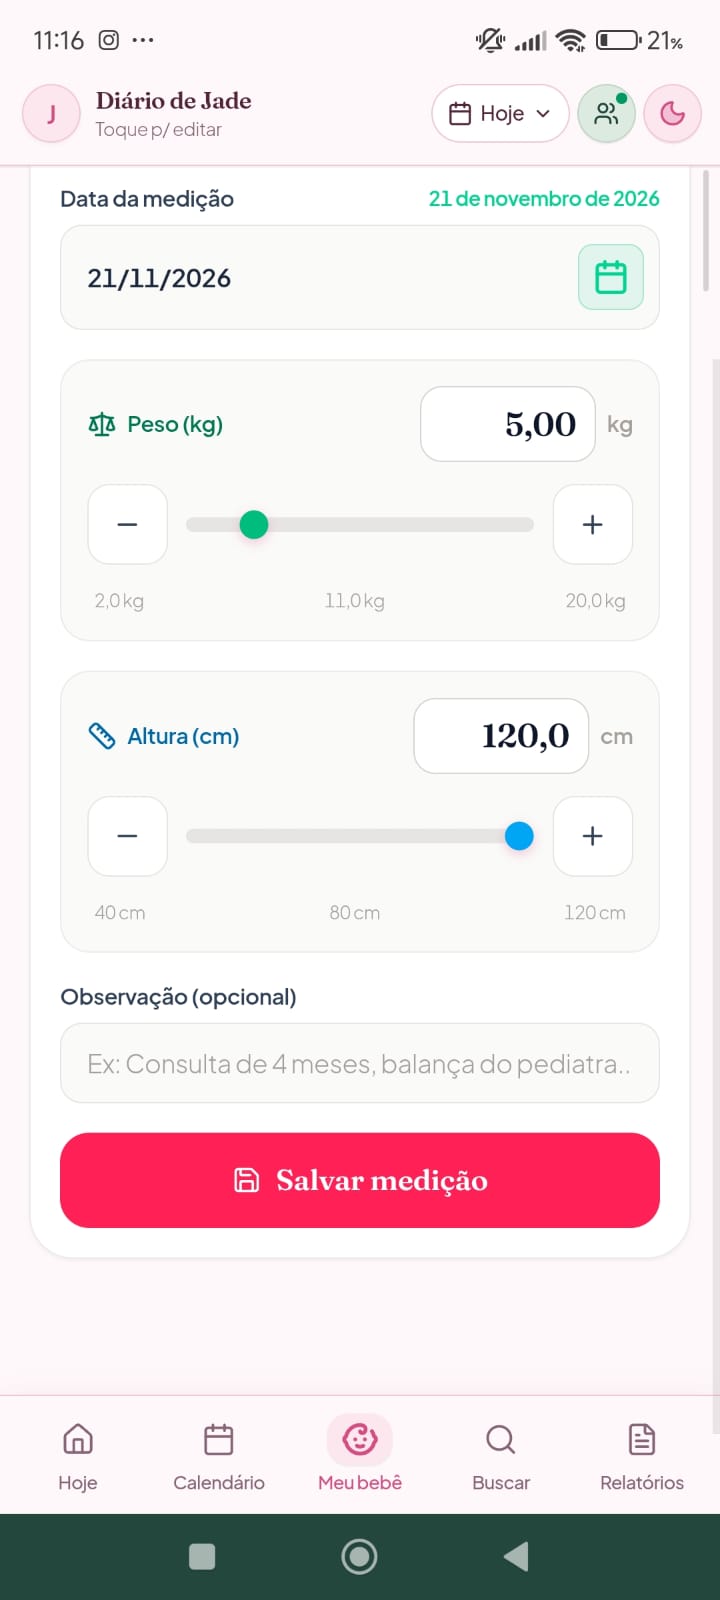 11:16
21%
J
Diário de Jade
Toque p/ editar
Hoje
Data da medição
21 de novembro de 2026
21/11/2026
Peso (kg)
5,00
kg
2,0 kg
11,0 kg
20,0 kg
Altura (cm)
120,0
cm
40 cm
80 cm
120 cm
Observação (opcional)
Ex: Consulta de 4 meses, balança do pediatra..
Salvar medição
Hoje
Calendário
Meu bebê
Buscar
Relatórios